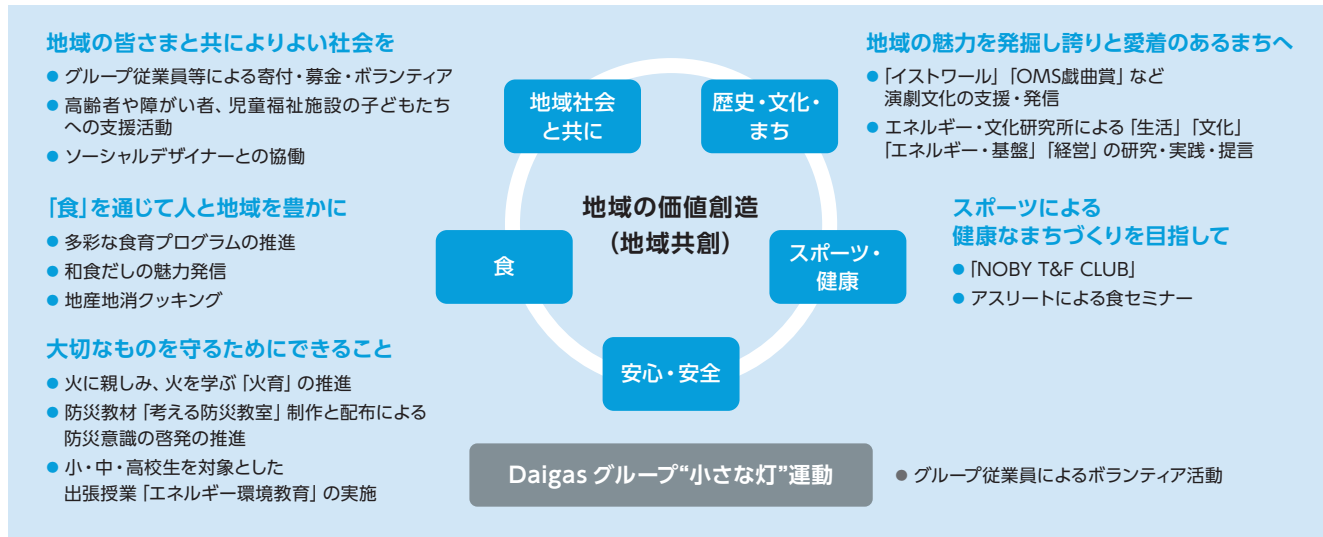 地域の皆さまと共によりよい社会を
● グループ従業員等による寄付・募金・ボランティア
● 高齢者や障がい者、児童福祉施設の子どもたち
への支援活動
● ソーシャルデザイナーとの協働
「食」を通じて人と地域を豊かに
● 多彩な食育プログラムの推進
● 和食だしの魅力発信
● 地産地消クッキング
大切なものを守るためにできること
● 火に親しみ、火を学ぶ「火育」の推進
● 防災教材「考える防災教室」制作と配布による
防災意識の啓発の推進
● 小・中・高校生を対象とした
出張授業「エネルギー環境教育」の実施
地域社会
と共に
歴史・文化・
まち
地域の価値創造
（地域共創）
食
スポーツ・
健康
安心・安全
地域の魅力を発掘し誇りと愛着のあるまちへ
● 「イストワール」「OMS戯曲賞」など
演劇文化の支援・発信
● エネルギー・文化研究所による「生活」「文化」
「エネルギー・基盤」「経営」の研究・実践・提言
スポーツによる
健康なまちづくりを目指して
● 「NOBY T&F CLUB」
● アスリートによる食セミナー
Daigas グループ“小さな灯”運動
● グループ従業員によるボランティア活動